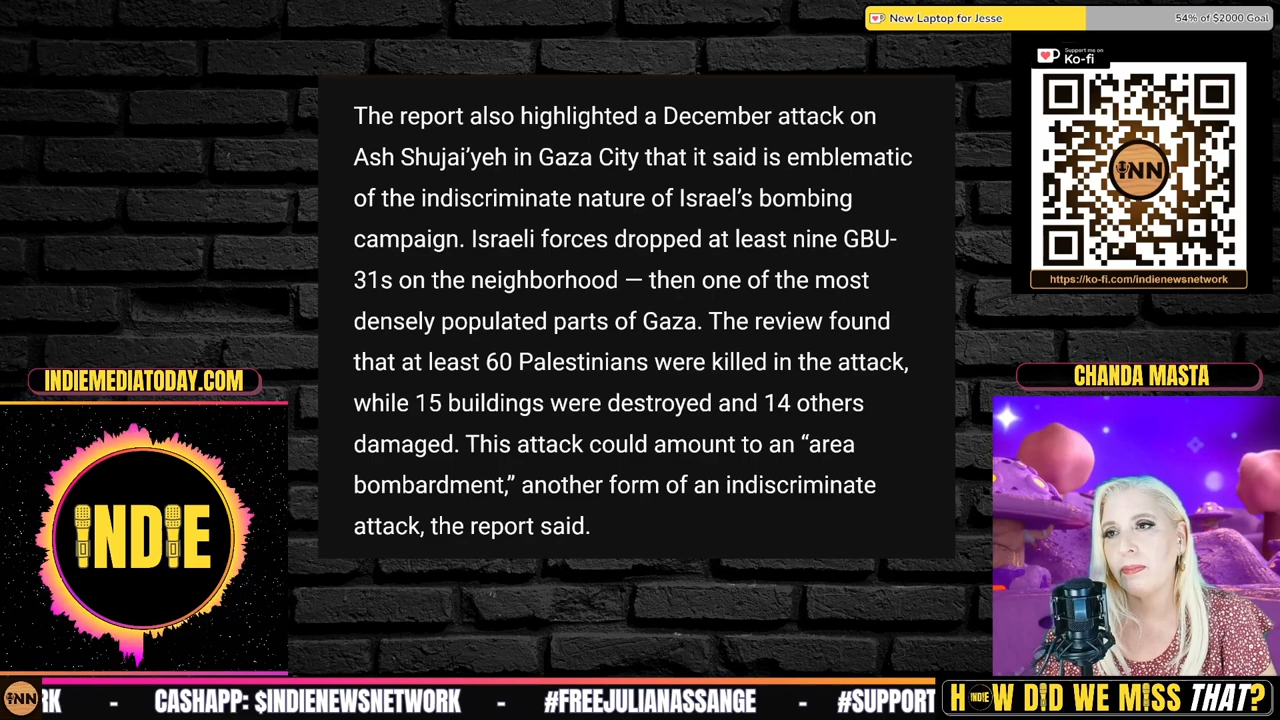 New Laptop for Jesse
54% of $2000 Goal
Support me on
Ko-fi
iNN
https://ko-fi.com/indienewsnetwork
The report also highlighted a December attack on
Ash Shujai’yeh in Gaza City that it said is emblematic
of the indiscriminate nature of Israel’s bombing
campaign. Israeli forces dropped at least nine GBU-
31s on the neighborhood — then one of the most
densely populated parts of Gaza. The review found
that at least 60 Palestinians were killed in the attack,
while 15 buildings were destroyed and 14 others
damaged. This attack could amount to an “area
bombardment,” another form of an indiscriminate
attack, the report said.
INDIEMEDIATODAY.COM
CHANDA MASTA
INDIE
iNN
RK - CASHAPP: $INDIENEWSNETWORK - #FREEJULIANASSANGE - #SUPPORT
HOW DID WE MISS THAT?